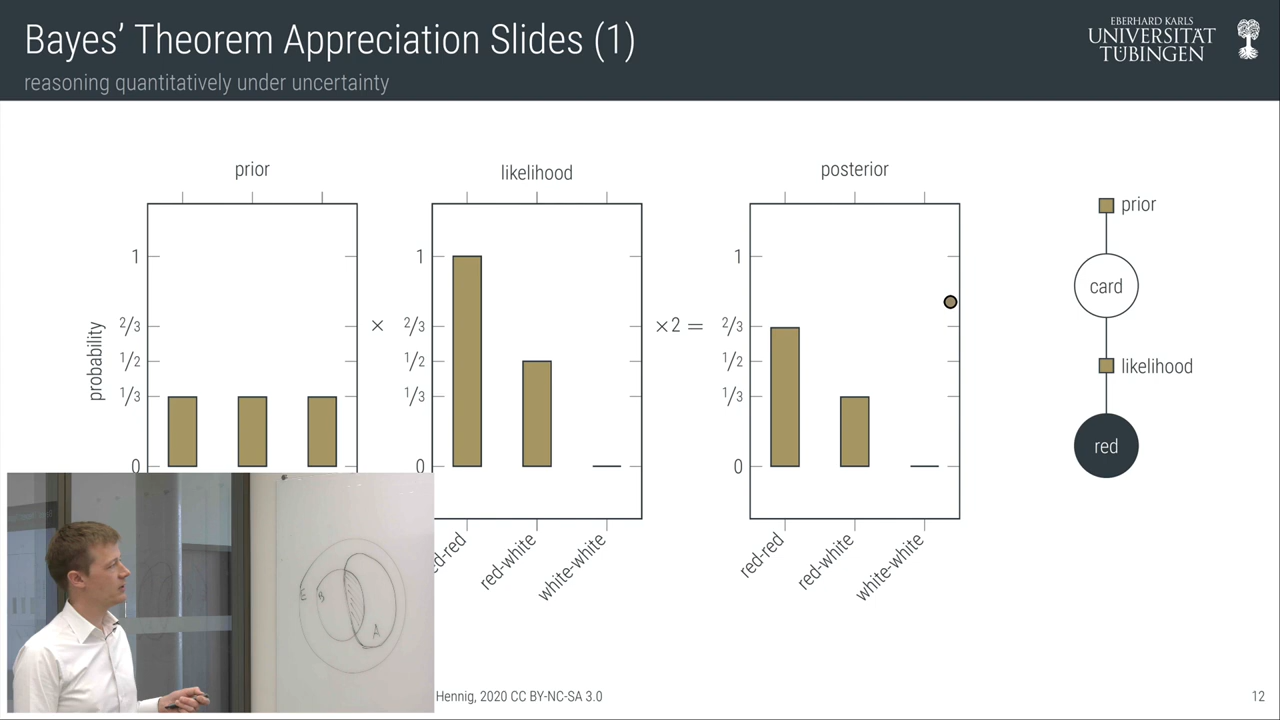 Bayes’ Theorem Appreciation Slides (1)
reasoning quantitatively under uncertainty
EBERHARD KARLS
UNIVERSITÄT
TÜBINGEN
prior
probability
1
2/3
1/2
1/3
0
×
likelihood
1
2/3
1/2
1/3
0
ed-red
red-white
white-white
×2 =
posterior
1
2/3
1/2
1/3
0
red-red
red-white
white-white
prior
card
likelihood
red
E
B
A
Hennig, 2020 CC BY-NC-SA 3.0
12